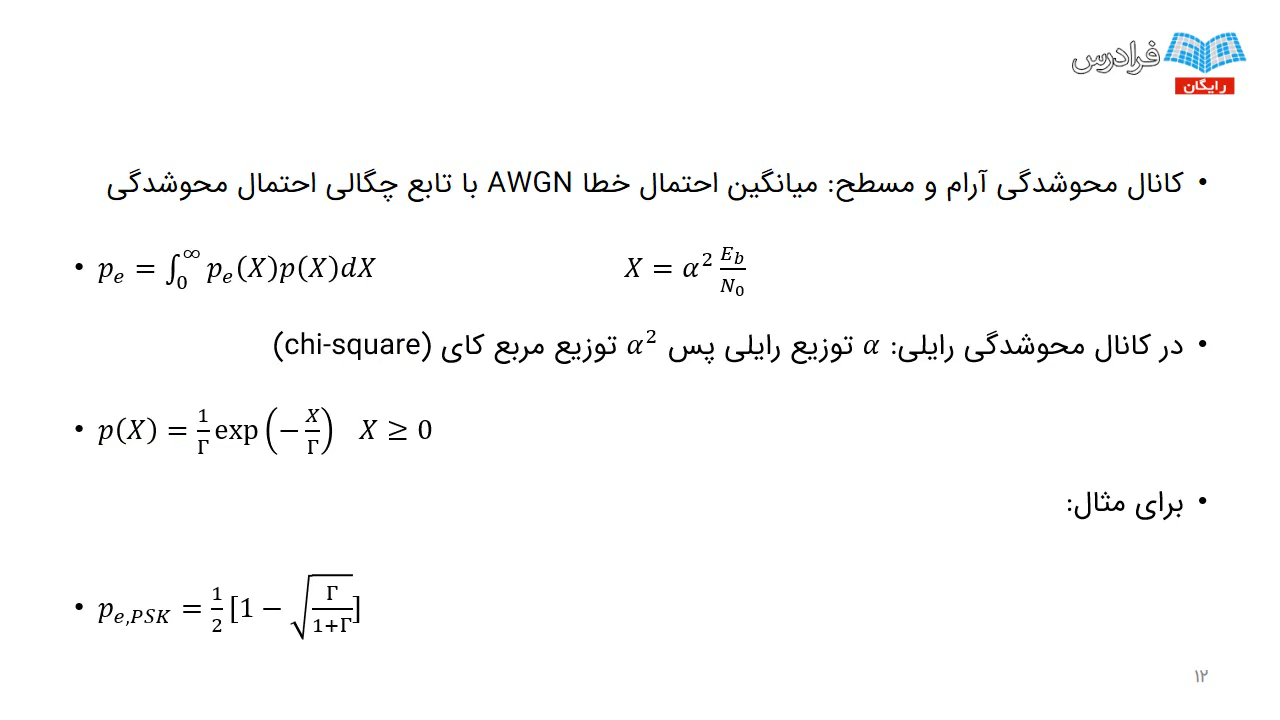 فرادرس
رایگان
• کانال محوشدگی آرام و مسطح: میانگین احتمال خطا AWGN با تابع چگالی احتمال محوشدگی
• $p_e = \int_0^\infty p_e(X)p(X)dX$ $X = \alpha^2 \frac{E_b}{N_0}$
• در کانال محوشدگی رایلی: $\alpha$ توزیع رایلی پس $\alpha^2$ توزیع مربع کای (chi-square)
• $p(X) = \frac{1}{\Gamma} \exp\left(-\frac{X}{\Gamma}\right)$ $X \geq 0$
• برای مثال:
• $p_{e,PSK} = \frac{1}{2}[1 - \sqrt{\frac{\Gamma}{1+\Gamma}}]$
۱۲